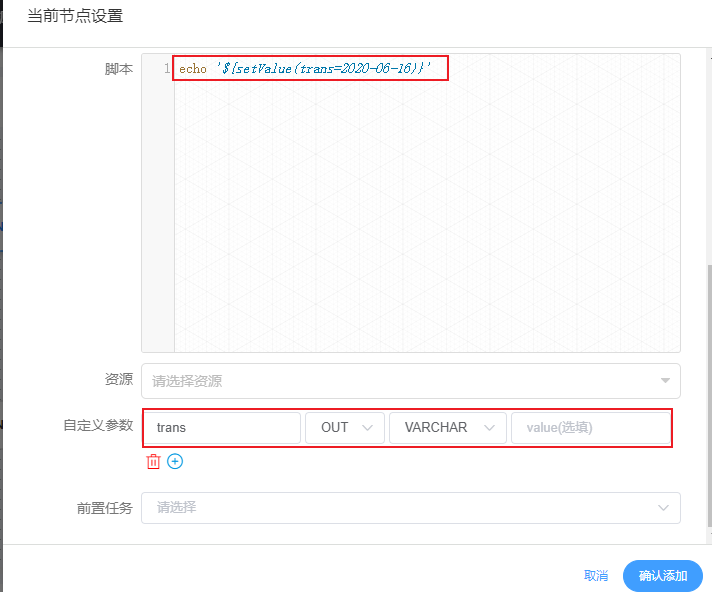 当前节点设置
脚本
1 echo '${setValue(trans=2020-06-16)}'
资源 请选择资源
自定义参数 trans OUT VARCHAR value(选填)
前置任务 请选择
取消 确认添加